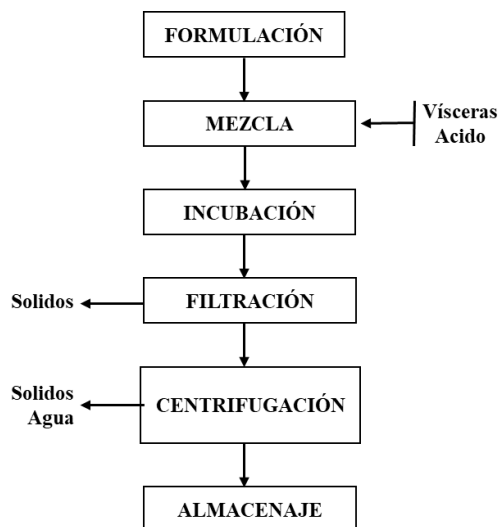 FORMULACIÓN
MEZCLA
Vísceras
Acido
INCUBACIÓN
Solidos
FILTRACIÓN
Solidos
Agua
CENTRIFUGACIÓN
ALMACENAJE